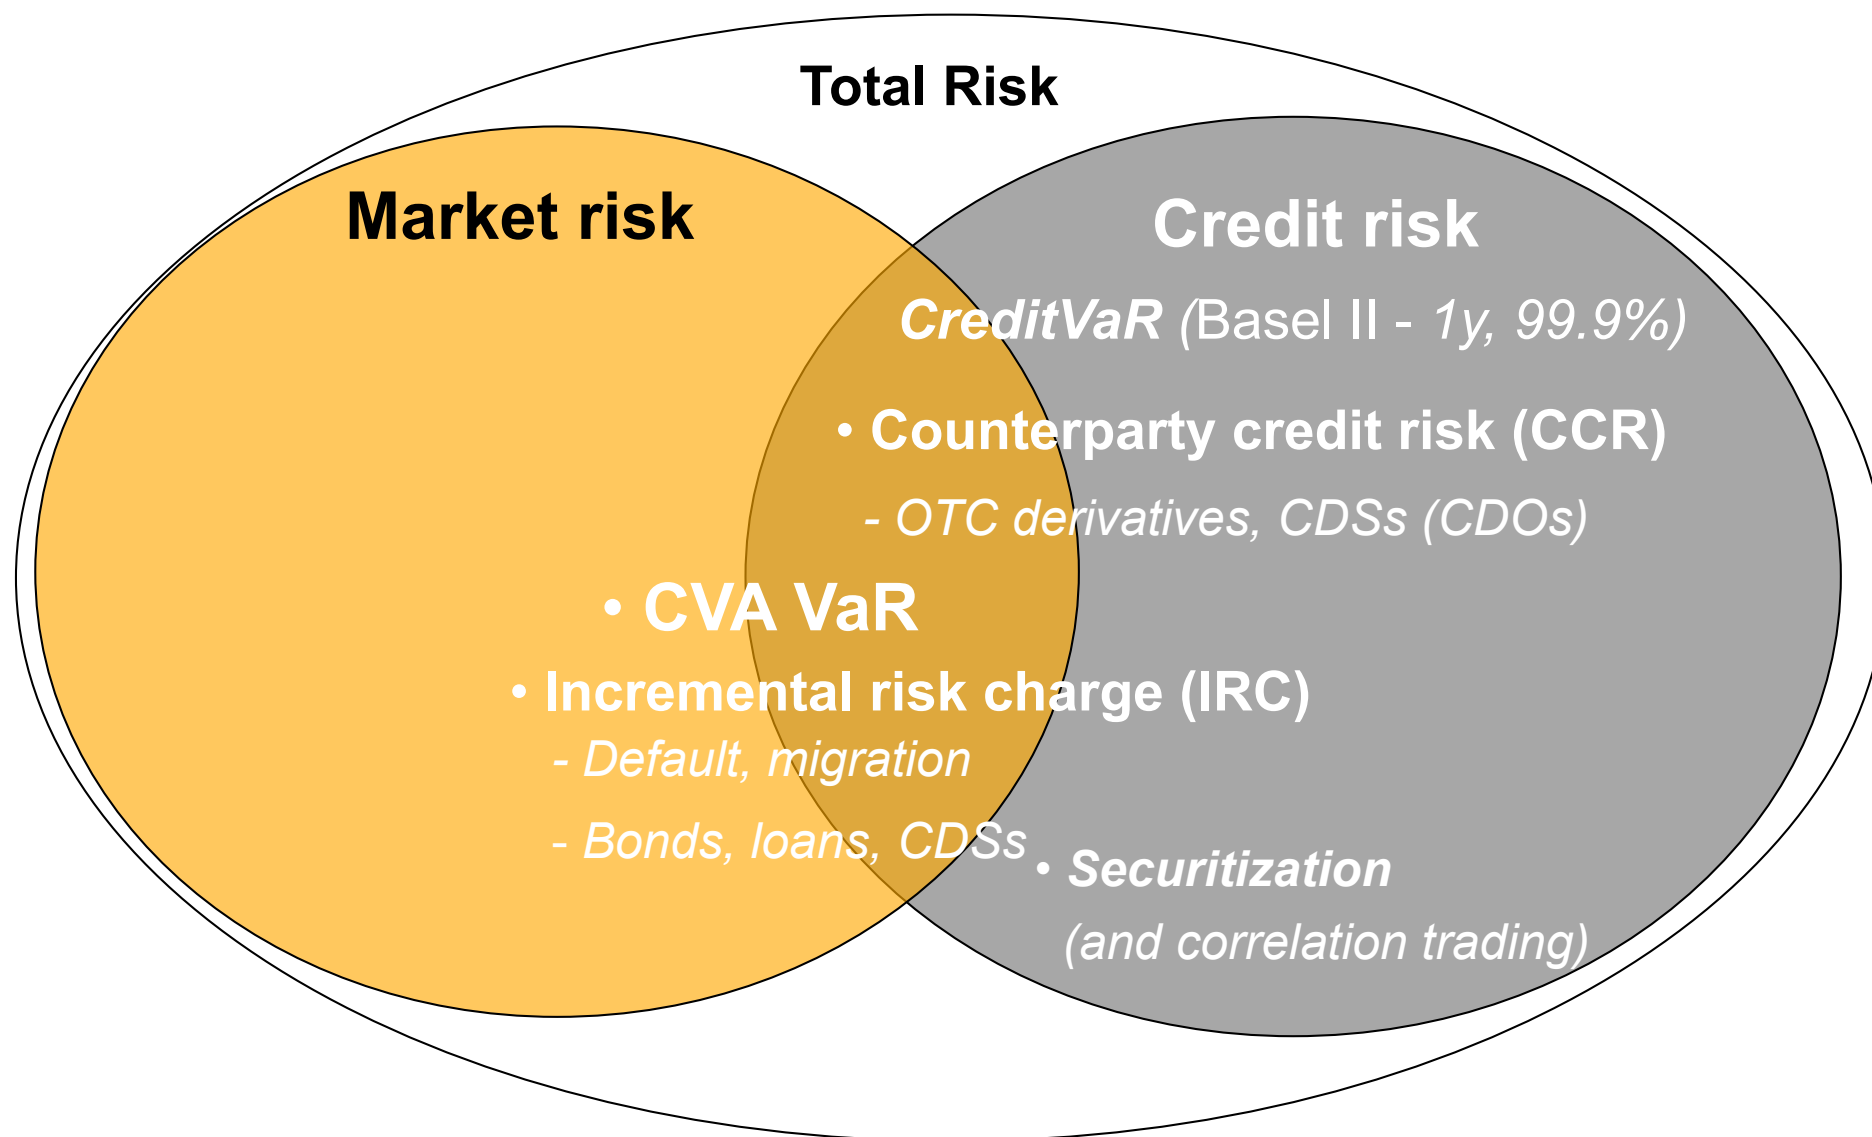 Total Risk
Market risk
Credit risk
CreditVaR (Basel II - 1y, 99.9%)
• Counterparty credit risk (CCR)
- OTC derivatives, CDSs (CDOs)
• CVA VaR
• Incremental risk charge (IRC)
- Default, migration
- Bonds, loans, CDSs
• Securitization
(and correlation trading)